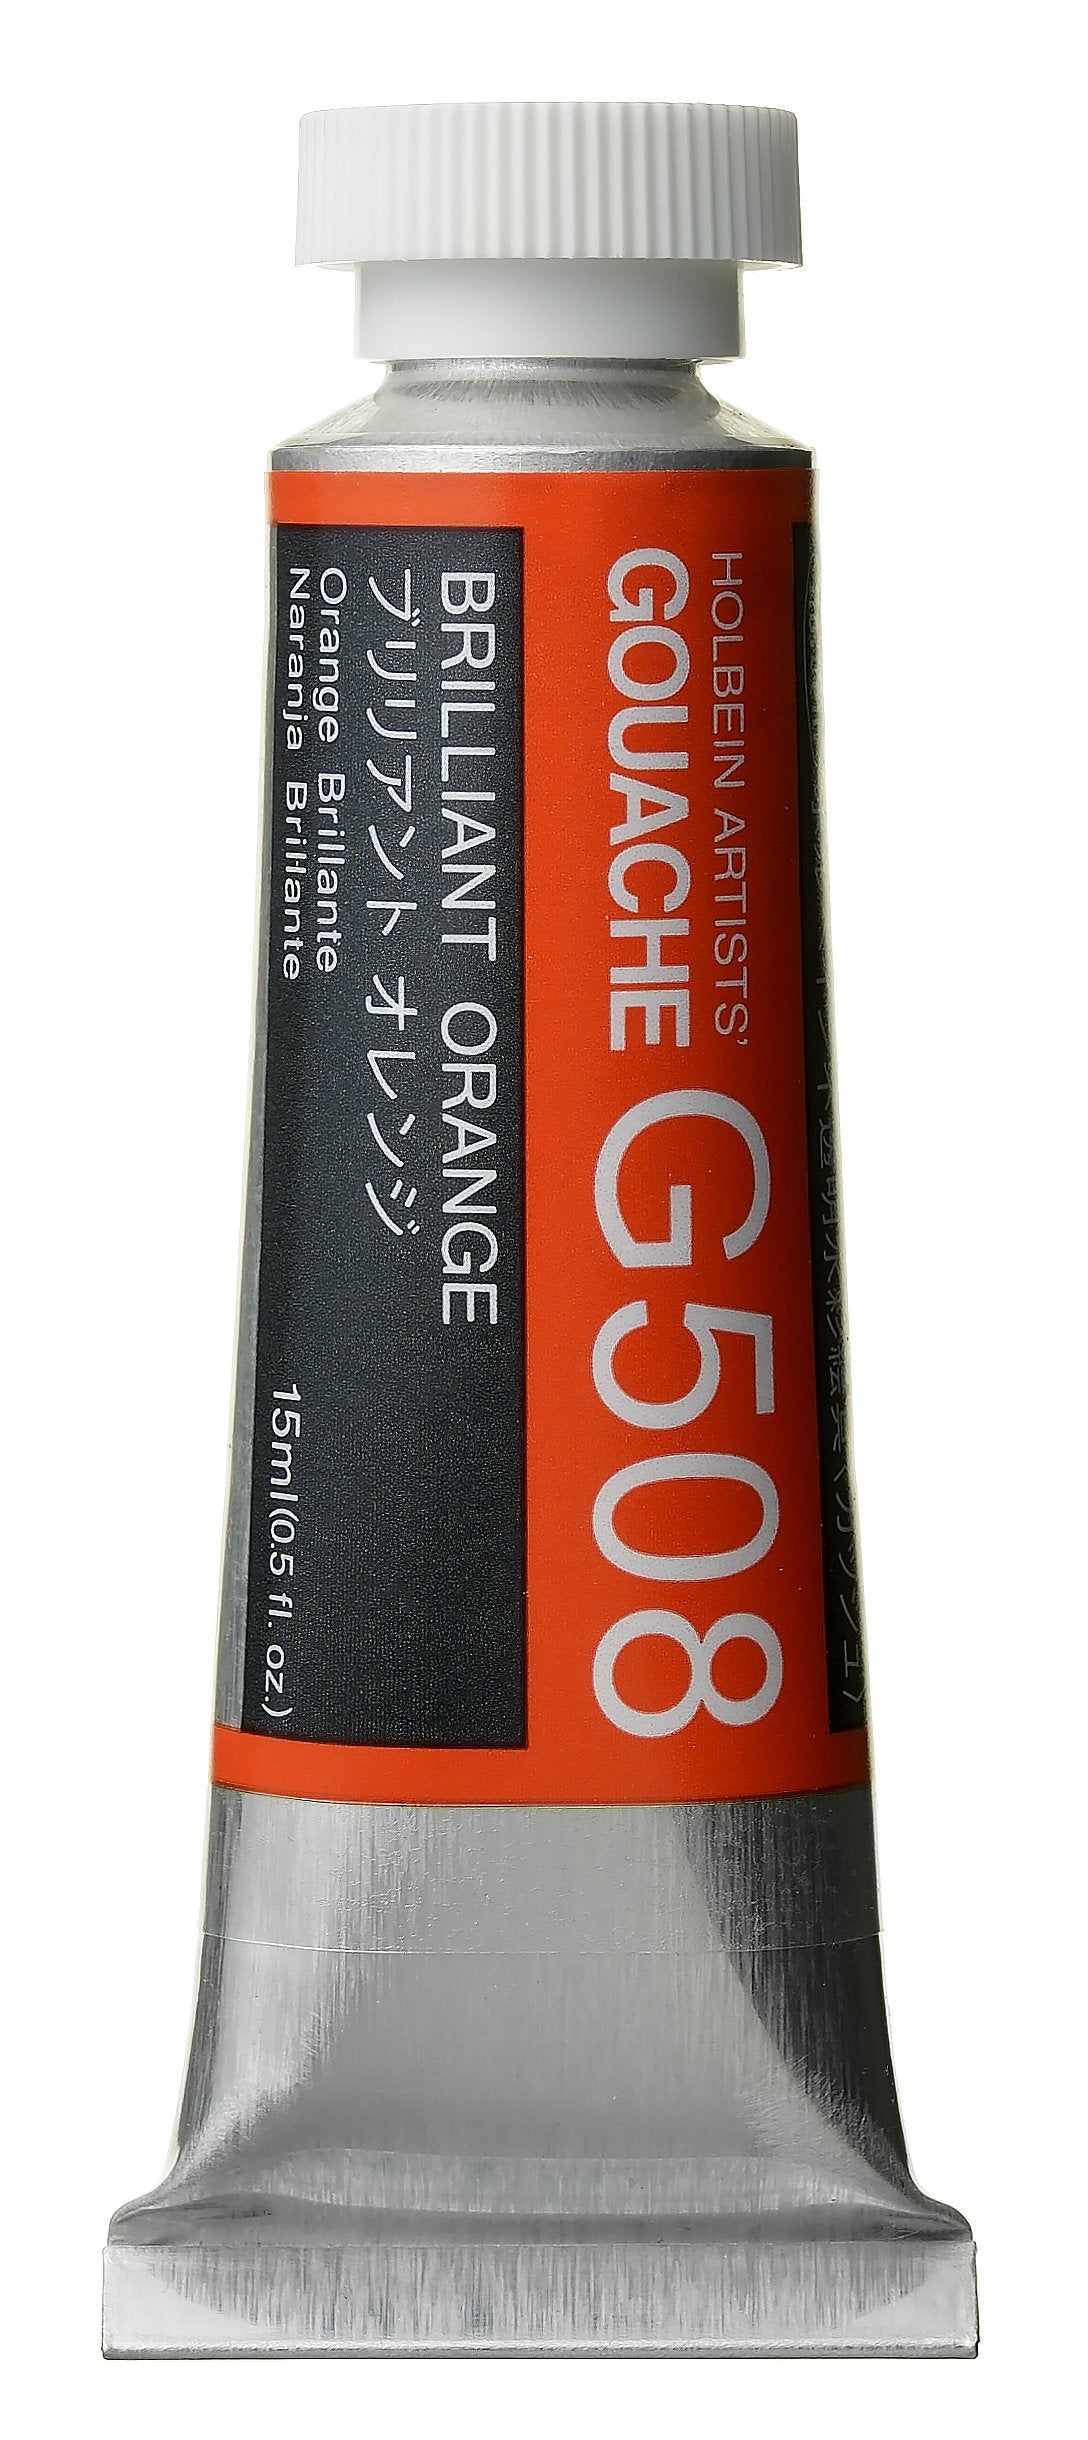 HOLBEIN ARTISTS'
GOUACHE G508
BRILLIANT ORANGE
ブリリアント オレンジ
Orange Brillante
Naranja Brillante
15ml(0.5 fl. oz.)